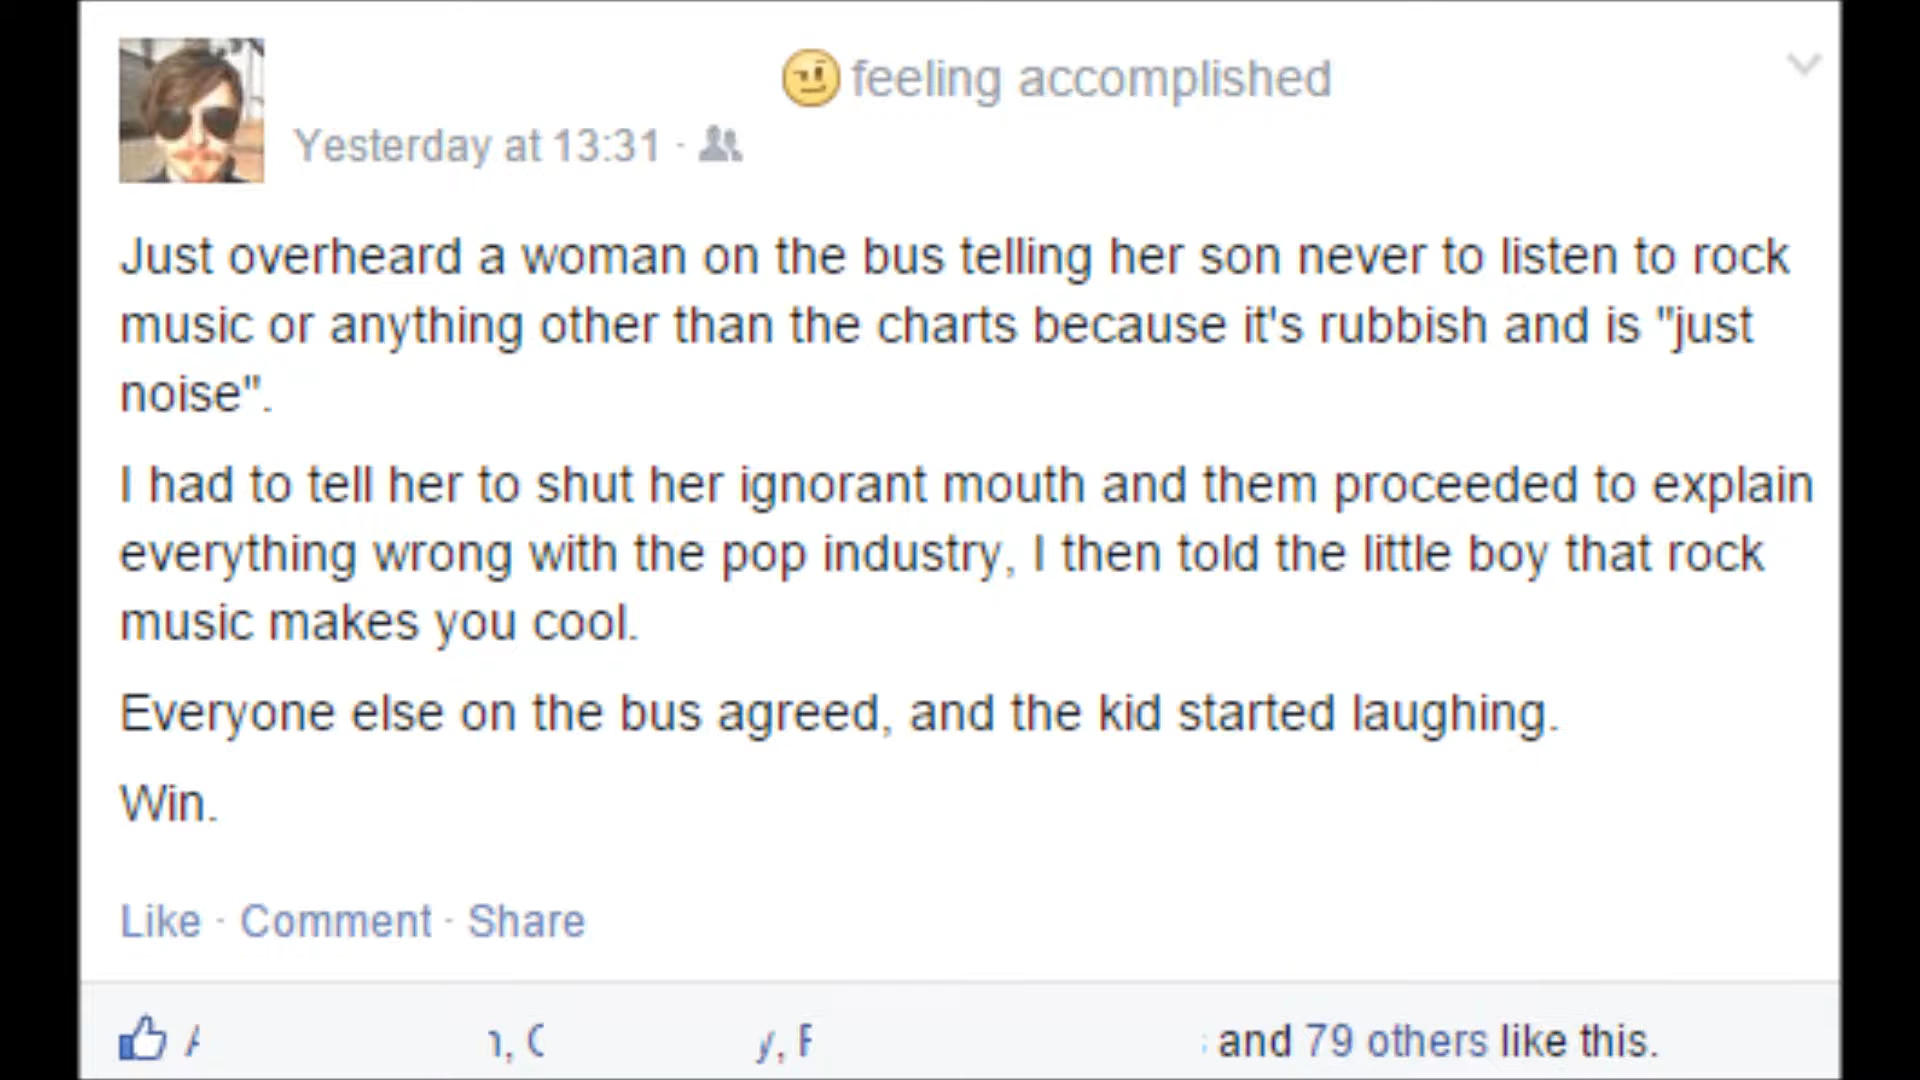 feeling accomplished
Yesterday at 13:31 ·
Just overheard a woman on the bus telling her son never to listen to rock
music or anything other than the charts because it's rubbish and is "just
noise".
I had to tell her to shut her ignorant mouth and them proceeded to explain
everything wrong with the pop industry, I then told the little boy that rock
music makes you cool.
Everyone else on the bus agreed, and the kid started laughing.
Win.
Like · Comment · Share
and 79 others like this.